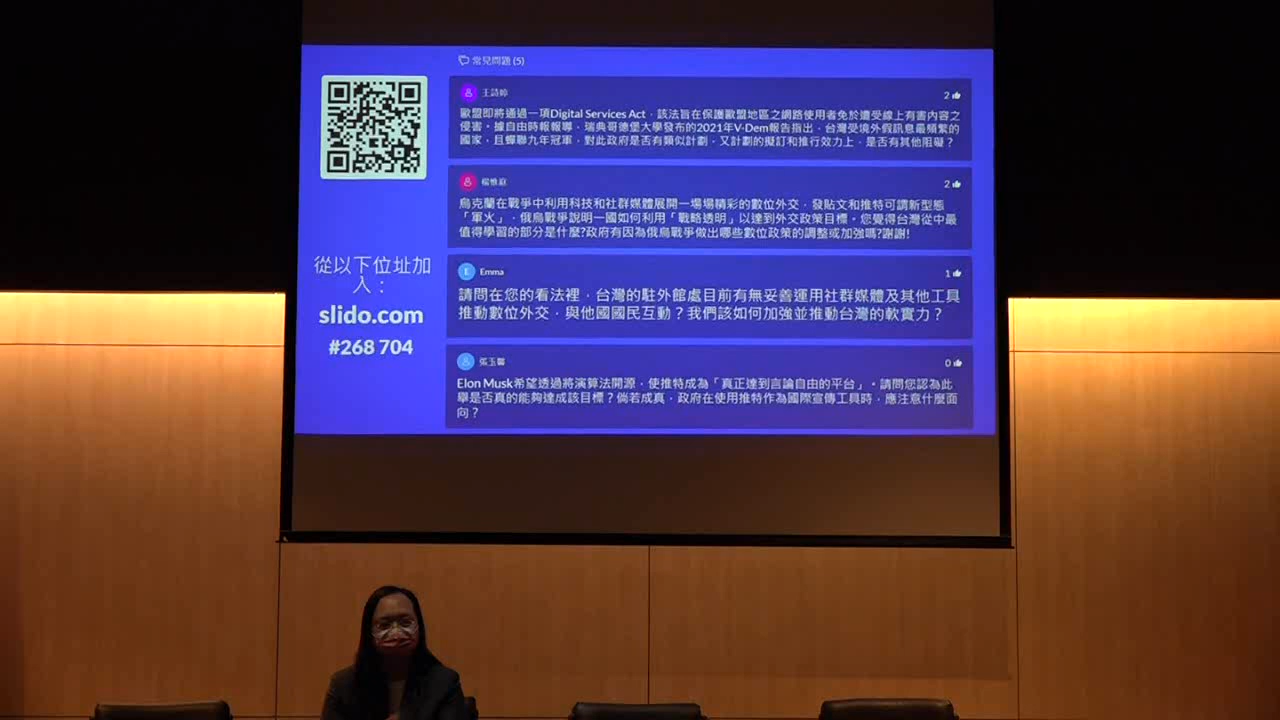 常見問題 (5)
從以下位址加
入：
slido.com
#268 704
王詩婷
2
歐盟即將通過一項Digital Services Act，該法旨在保護歐盟地區之網路使用者免於遭受線上有害內容之
侵害。據自由時報報導，瑞典哥德堡大學發布的2021年V-Dem報告指出，台灣受境外假訊息最頻繁的
國家，且蟬聯九年冠軍，對此政府是否有類似計劃，又計劃的擬訂和推行效力上，是否有其他阻礙？
楊惟庭
2
烏克蘭在戰爭中利用科技和社群媒體展開一場場精彩的數位外交，發貼文和推特可謂新型態
「軍火」，俄烏戰爭說明一國如何利用「戰略透明」以達到外交政策目標。您覺得台灣從中最
值得學習的部分是什麼?政府有因為俄烏戰爭做出哪些數位政策的調整或加強嗎?謝謝!
E
Emma
1
請問在您的看法裡，台灣的駐外館處目前有無妥善運用社群媒體及其他工具
推動數位外交，與他國國民互動？我們該如何加強並推動台灣的軟實力？
張玉馨
0
Elon Musk希望透過將演算法開源，使推特成為「真正達到言論自由的平台」。請問您認為此
舉是否真的能夠達成該目標？倘若成真，政府在使用推特作為國際宣傳工具時，應注意什麼面
向？